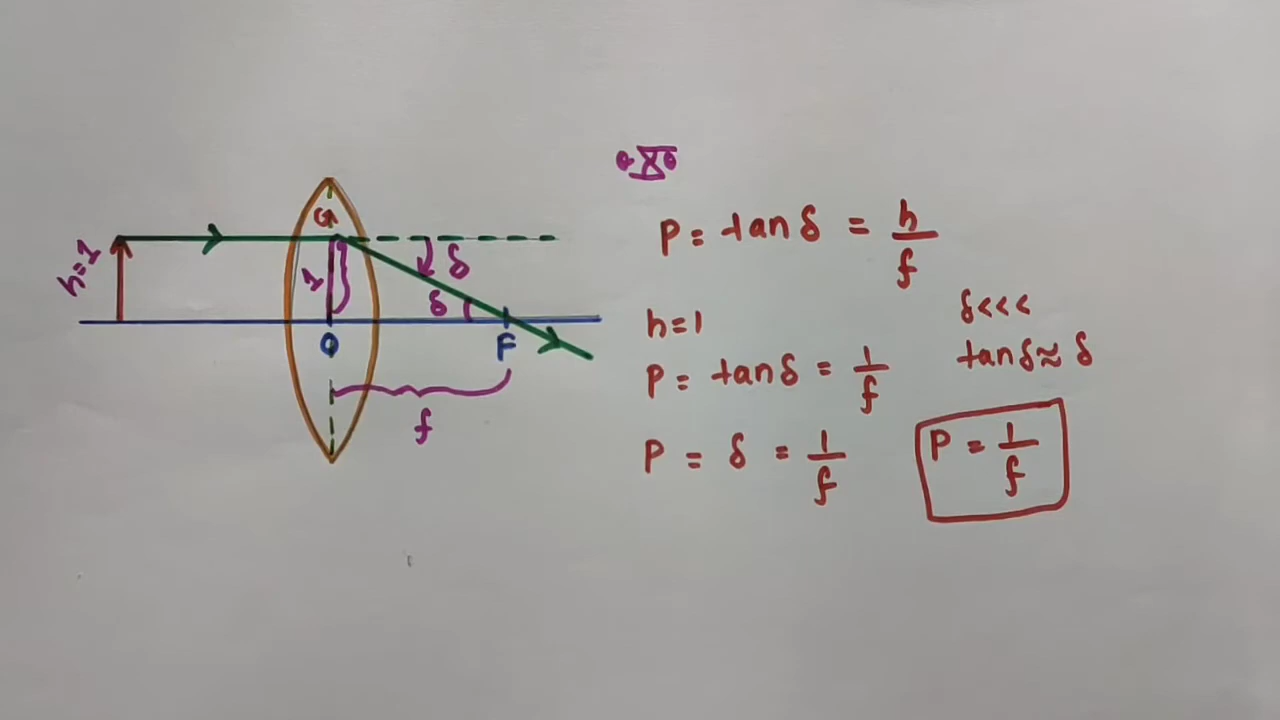 P = tan δ = h/f
h=1
δ<<<
P = tan δ = 1/f
tan δ ≈ δ
P = δ = 1/f
P = 1/f
h=1
1
δ
δ
O
F
f